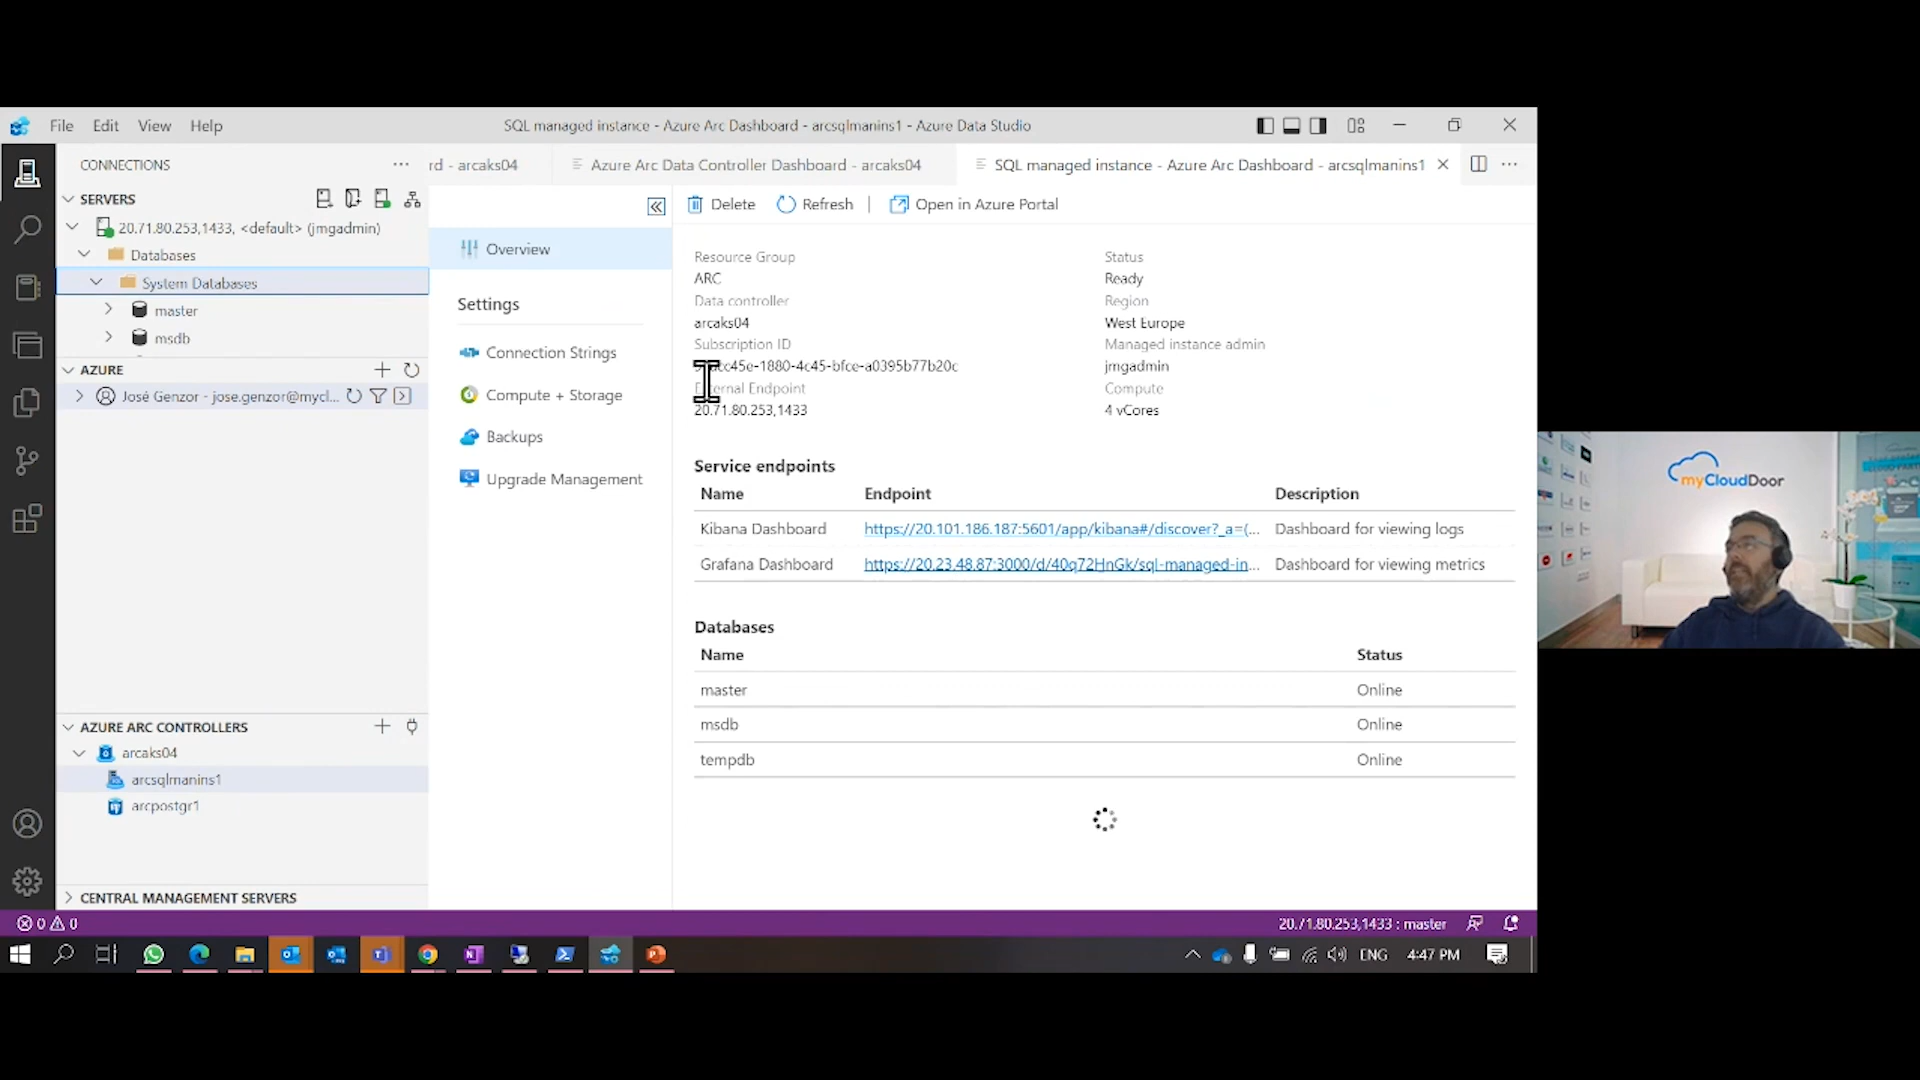 File Edit View Help
SQL managed instance - Azure Arc Dashboard - arcsqlmanins1 - Azure Data Studio
CONNECTIONS
rd - arcaks04
Azure Arc Data Controller Dashboard - arcaks04
SQL managed instance - Azure Arc Dashboard - arcsqlmanins1
SERVERS
20.71.80.253,1433, <default> (jmgadmin)
Databases
System Databases
master
msdb
AZURE
José Genzor - jose.genzor@mycl...
AZURE ARC CONTROLLERS
arcaks04
arcsqlmanins1
arcpostgr1
CENTRAL MANAGEMENT SERVERS
Overview
Settings
Connection Strings
Compute + Storage
Backups
Upgrade Management
Delete Refresh | Open in Azure Portal
Resource Group
ARC
Data controller
arcaks04
Subscription ID
cc45e-1880-4c45-bfce-a0395b77b20c
External Endpoint
20.71.80.253,1433
Status
Ready
Region
West Europe
Managed instance admin
jmgadmin
Compute
4 vCores
Service endpoints
Name Endpoint Description
Kibana Dashboard https://20.101.186.187:5601/app/kibana#/discover?_a=(... Dashboard for viewing logs
Grafana Dashboard https://20.23.48.87:3000/d/40q72HnGk/sql-managed-in... Dashboard for viewing metrics
Databases
Name Status
master Online
msdb Online
tempdb Online
myCloudDoor
0 0
20.71.80.253,1433 : master
ENG 4:47 PM